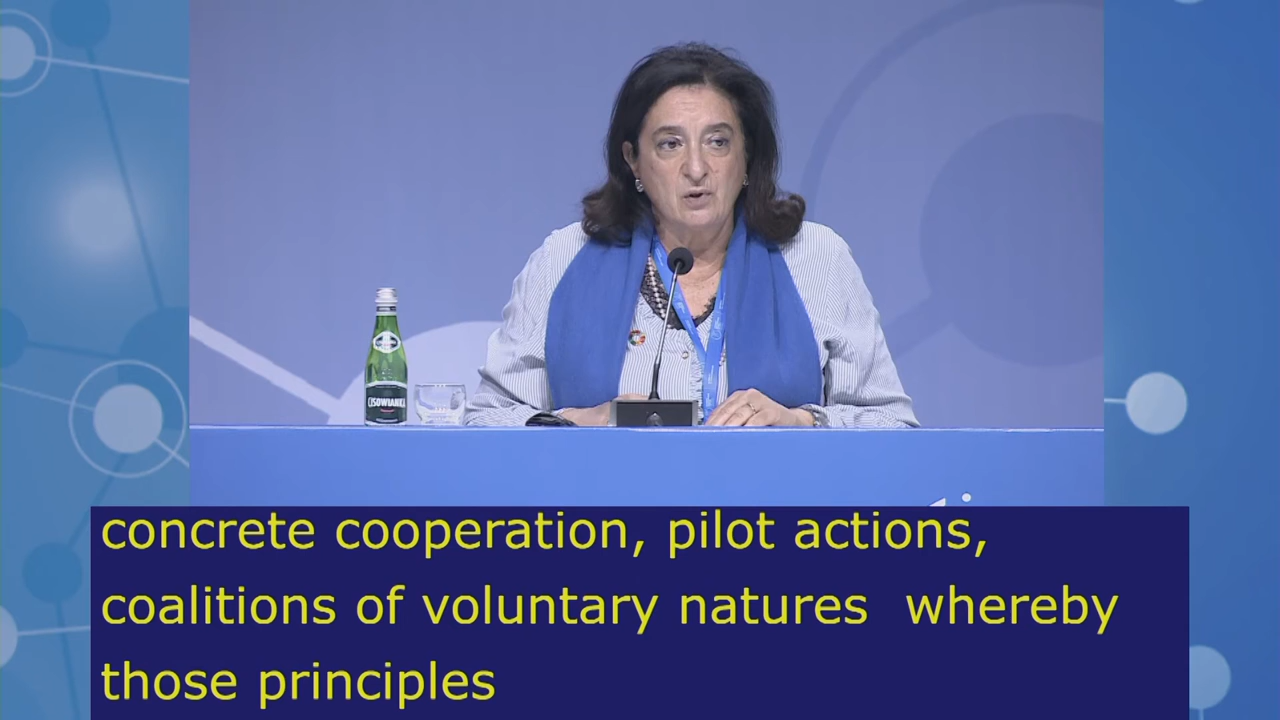 CISOWIANKA
concrete cooperation, pilot actions,
coalitions of voluntary natures  whereby
those principles